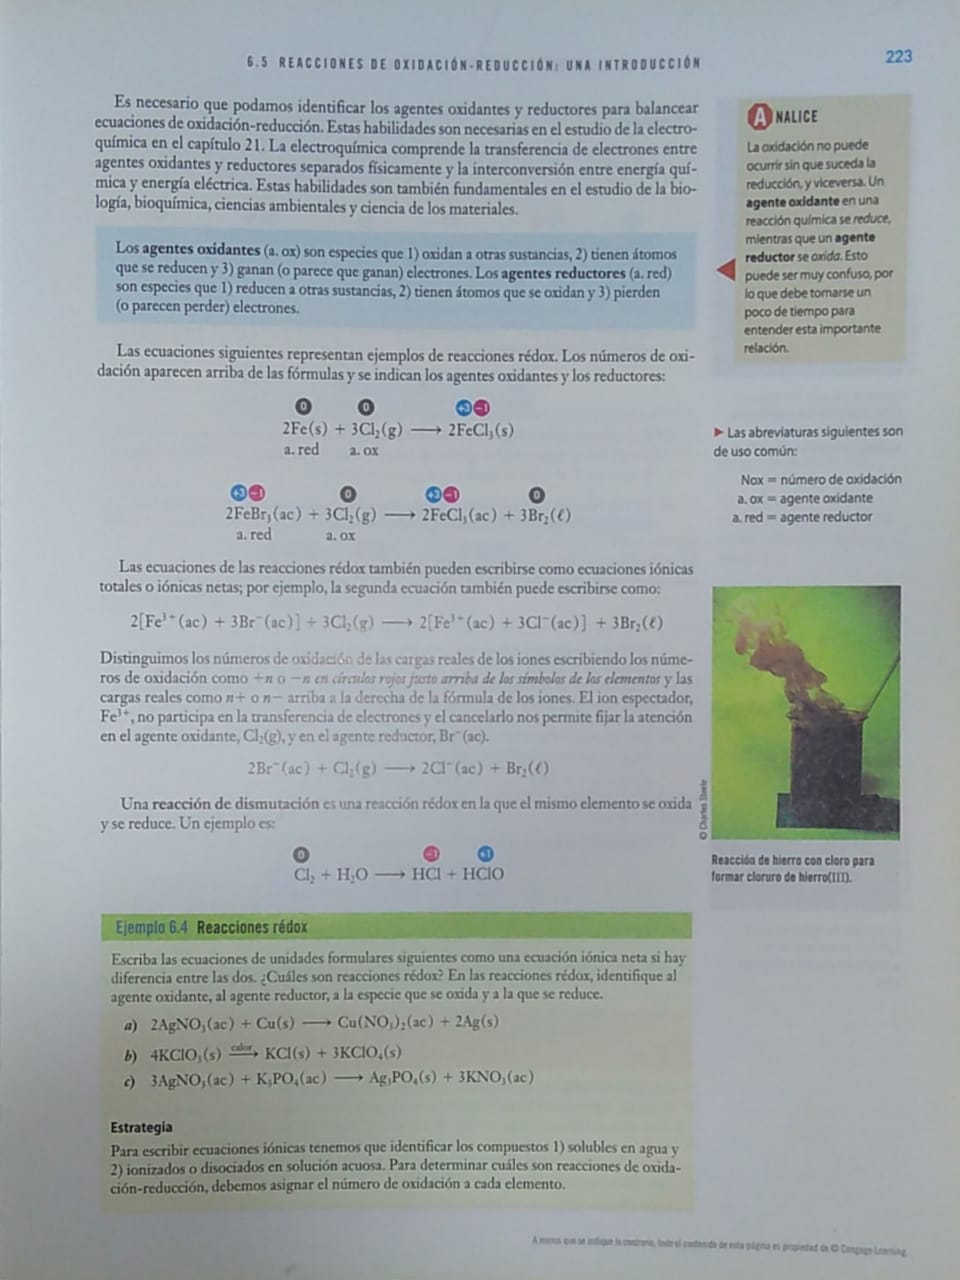 6.5 REACCIONES DE OXIDACIÓN-REDUCCIÓN: UNA INTRODUCCIÓN
223
Es necesario que podamos identificar los agentes oxidantes y reductores para balancear
ecuaciones de oxidación-reducción. Estas habilidades son necesarias en el estudio de la electro-
química en el capítulo 21. La electroquímica comprende la transferencia de electrones entre
agentes oxidantes y reductores separados físicamente y la interconversión entre energía quí-
mica y energía eléctrica. Estas habilidades son también fundamentales en el estudio de la bio-
logía, bioquímica, ciencias ambientales y ciencia de los materiales.
Los agentes oxidantes (a. ox) son especies que 1) oxidan a otras sustancias, 2) tienen átomos
que se reducen y 3) ganan (o parece que ganan) electrones. Los agentes reductores (a. red)
son especies que 1) reducen a otras sustancias, 2) tienen átomos que se oxidan y 3) pierden
(o parecen perder) electrones.
ANALICE
La oxidación no puede
ocurrir sin que suceda la
reducción, y viceversa. Un
agente oxidante en una
reacción química se reduce,
mientras que un agente
reductor se oxida. Esto
puede ser muy confuso, por
lo que debe tomarse un
poco de tiempo para
entender esta importante
relación.
Las ecuaciones siguientes representan ejemplos de reacciones rédox. Los números de oxi-
dación aparecen arriba de las fórmulas y se indican los agentes oxidantes y los reductores:
0 0 +3 −1
2Fe(s) + 3Cl₂(g) ⟶ 2FeCl₃(s)
a. red a. ox
+3 −1 0 +3 −1 0
2FeBr₃(ac) + 3Cl₂(g) ⟶ 2FeCl₃(ac) + 3Br₂(ℓ)
a. red a. ox
▶ Las abreviaturas siguientes son
de uso común:
Nox = número de oxidación
a. ox = agente oxidante
a. red = agente reductor
Las ecuaciones de las reacciones rédox también pueden escribirse como ecuaciones iónicas
totales o iónicas netas; por ejemplo, la segunda ecuación también puede escribirse como:
2[Fe³⁺(ac) + 3Br⁻(ac)] + 3Cl₂(g) ⟶ 2[Fe³⁺(ac) + 3Cl⁻(ac)] + 3Br₂(ℓ)
Distinguimos los números de oxidación de las cargas reales de los iones escribiendo los núme-
ros de oxidación como +n o −n en círculos rojos justo arriba de los símbolos de los elementos y las
cargas reales como n+ o n− arriba a la derecha de la fórmula de los iones. El ion espectador,
Fe³⁺, no participa en la transferencia de electrones y el cancelarlo nos permite fijar la atención
en el agente oxidante, Cl₂(g), y en el agente reductor, Br⁻(ac).
2Br⁻(ac) + Cl₂(g) ⟶ 2Cl⁻(ac) + Br₂(ℓ)
Una reacción de dismutación es una reacción rédox en la que el mismo elemento se oxida
y se reduce. Un ejemplo es:
0 −1 +1
Cl₂ + H₂O ⟶ HCl + HClO
© Charles Steele
Reacción de hierro con cloro para
formar cloruro de hierro(III).
Ejemplo 6.4 Reacciones rédox
Escriba las ecuaciones de unidades formulares siguientes como una ecuación iónica neta si hay
diferencia entre las dos. ¿Cuáles son reacciones rédox? En las reacciones rédox, identifique al
agente oxidante, al agente reductor, a la especie que se oxida y a la que se reduce.
a) 2AgNO₃(ac) + Cu(s) ⟶ Cu(NO₃)₂(ac) + 2Ag(s)
b) 4KClO₃(s) calor⟶ KCl(s) + 3KClO₄(s)
c) 3AgNO₃(ac) + K₃PO₄(ac) ⟶ Ag₃PO₄(s) + 3KNO₃(ac)
Estrategia
Para escribir ecuaciones iónicas tenemos que identificar los compuestos 1) solubles en agua y
2) ionizados o disociados en solución acuosa. Para determinar cuáles son reacciones de oxida-
ción-reducción, debemos asignar el número de oxidación a cada elemento.
A menos que se indique lo contrario, todo el contenido de esta página es propiedad de © Cengage Learning